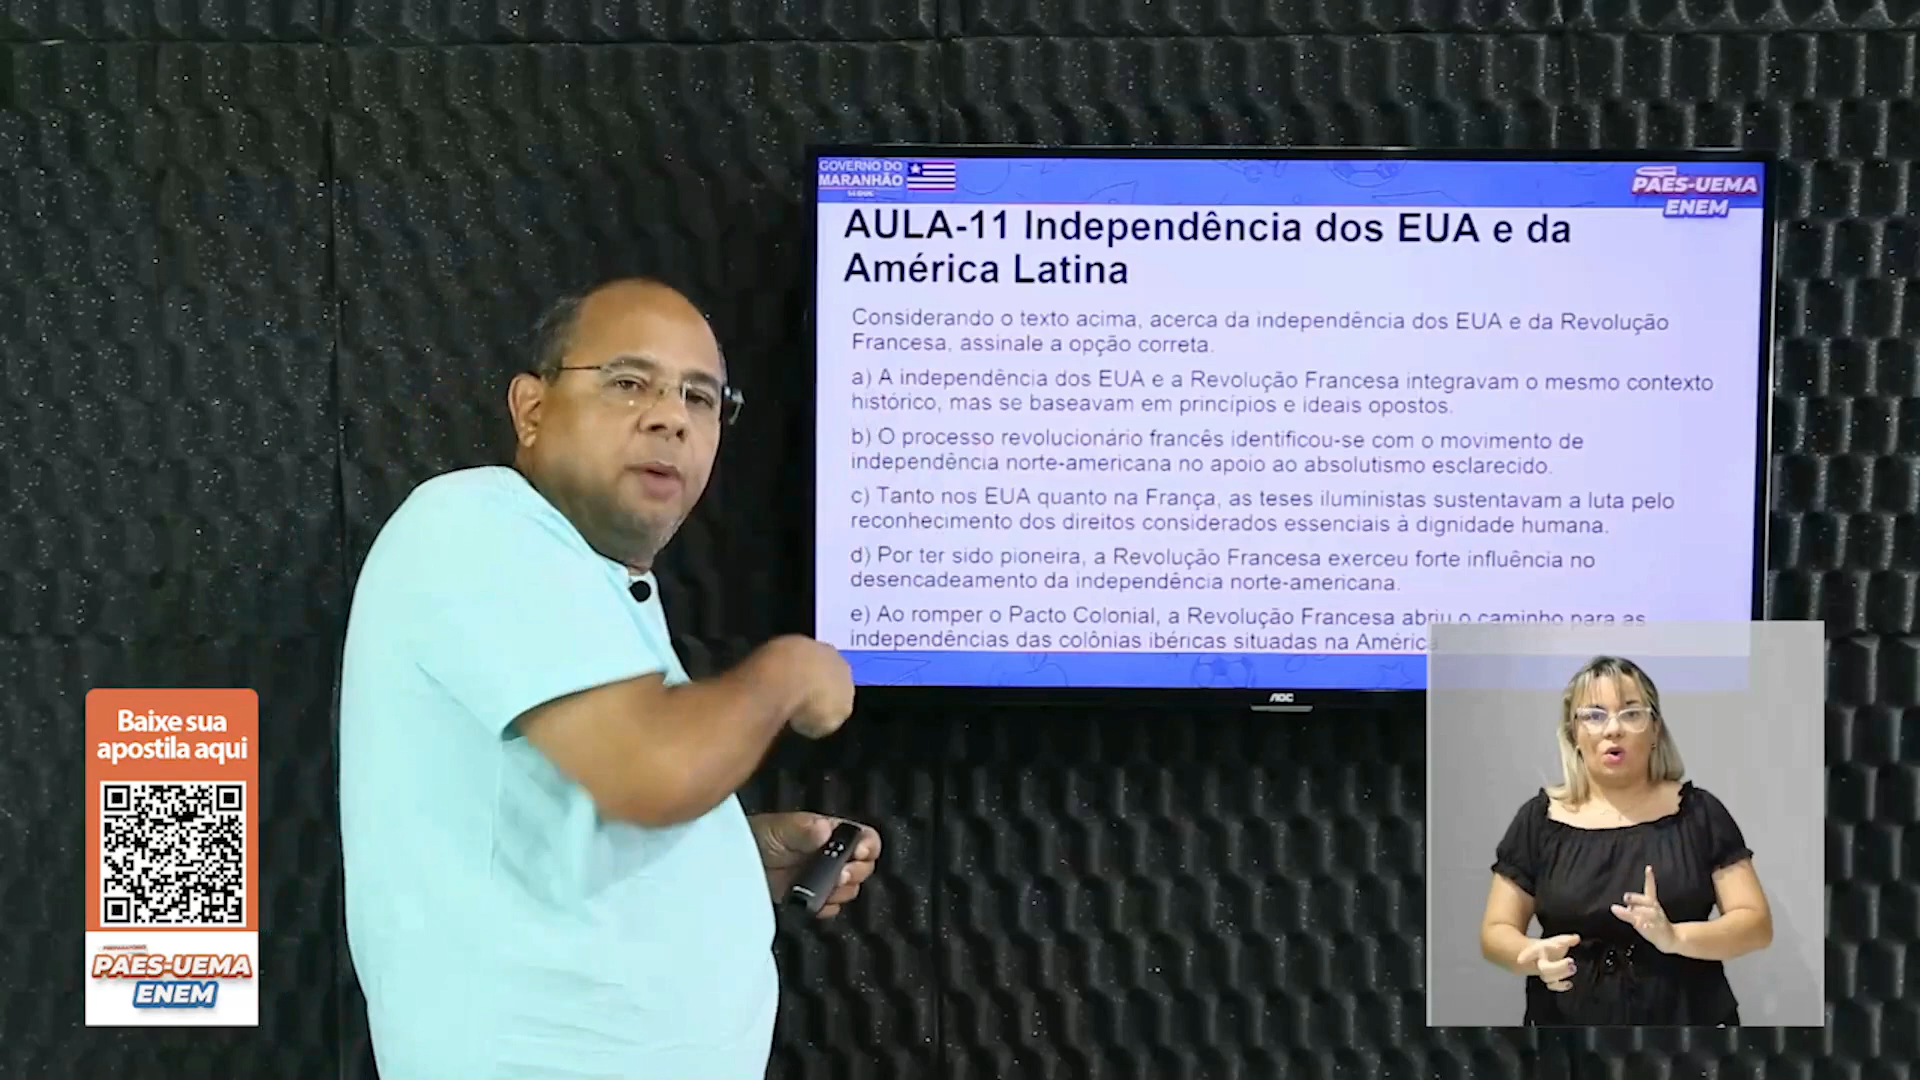 GOVERNO DO
MARANHÃO
PAES-UEMA
ENEM
AULA-11 Independência dos EUA e da
América Latina
Considerando o texto acima, acerca da independência dos EUA e da Revolução
Francesa, assinale a opção correta.
a) A independência dos EUA e a Revolução Francesa integravam o mesmo contexto
histórico, mas se baseavam em princípios e ideais opostos.
b) O processo revolucionário francês identificou-se com o movimento de
independência norte-americana no apoio ao absolutismo esclarecido.
c) Tanto nos EUA quanto na França, as teses iluministas sustentavam a luta pelo
reconhecimento dos direitos considerados essenciais à dignidade humana.
d) Por ter sido pioneira, a Revolução Francesa exerceu forte influência no
desencadeamento da independência norte-americana.
e) Ao romper o Pacto Colonial, a Revolução Francesa abriu o caminho para as
independências das colônias ibéricas situadas na América
AOC
Baixe sua
apostila aqui
PAES-UEMA
ENEM